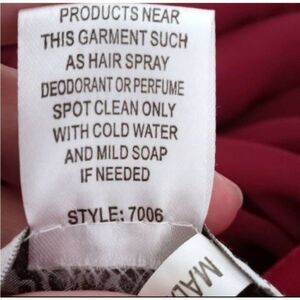 PRODUCTS NEAR
THIS GARMENT SUCH
AS HAIR SPRAY
DEODORANT OR PERFUME
SPOT CLEAN ONLY
WITH COLD WATER
AND MILD SOAP
IF NEEDED
STYLE: 7006